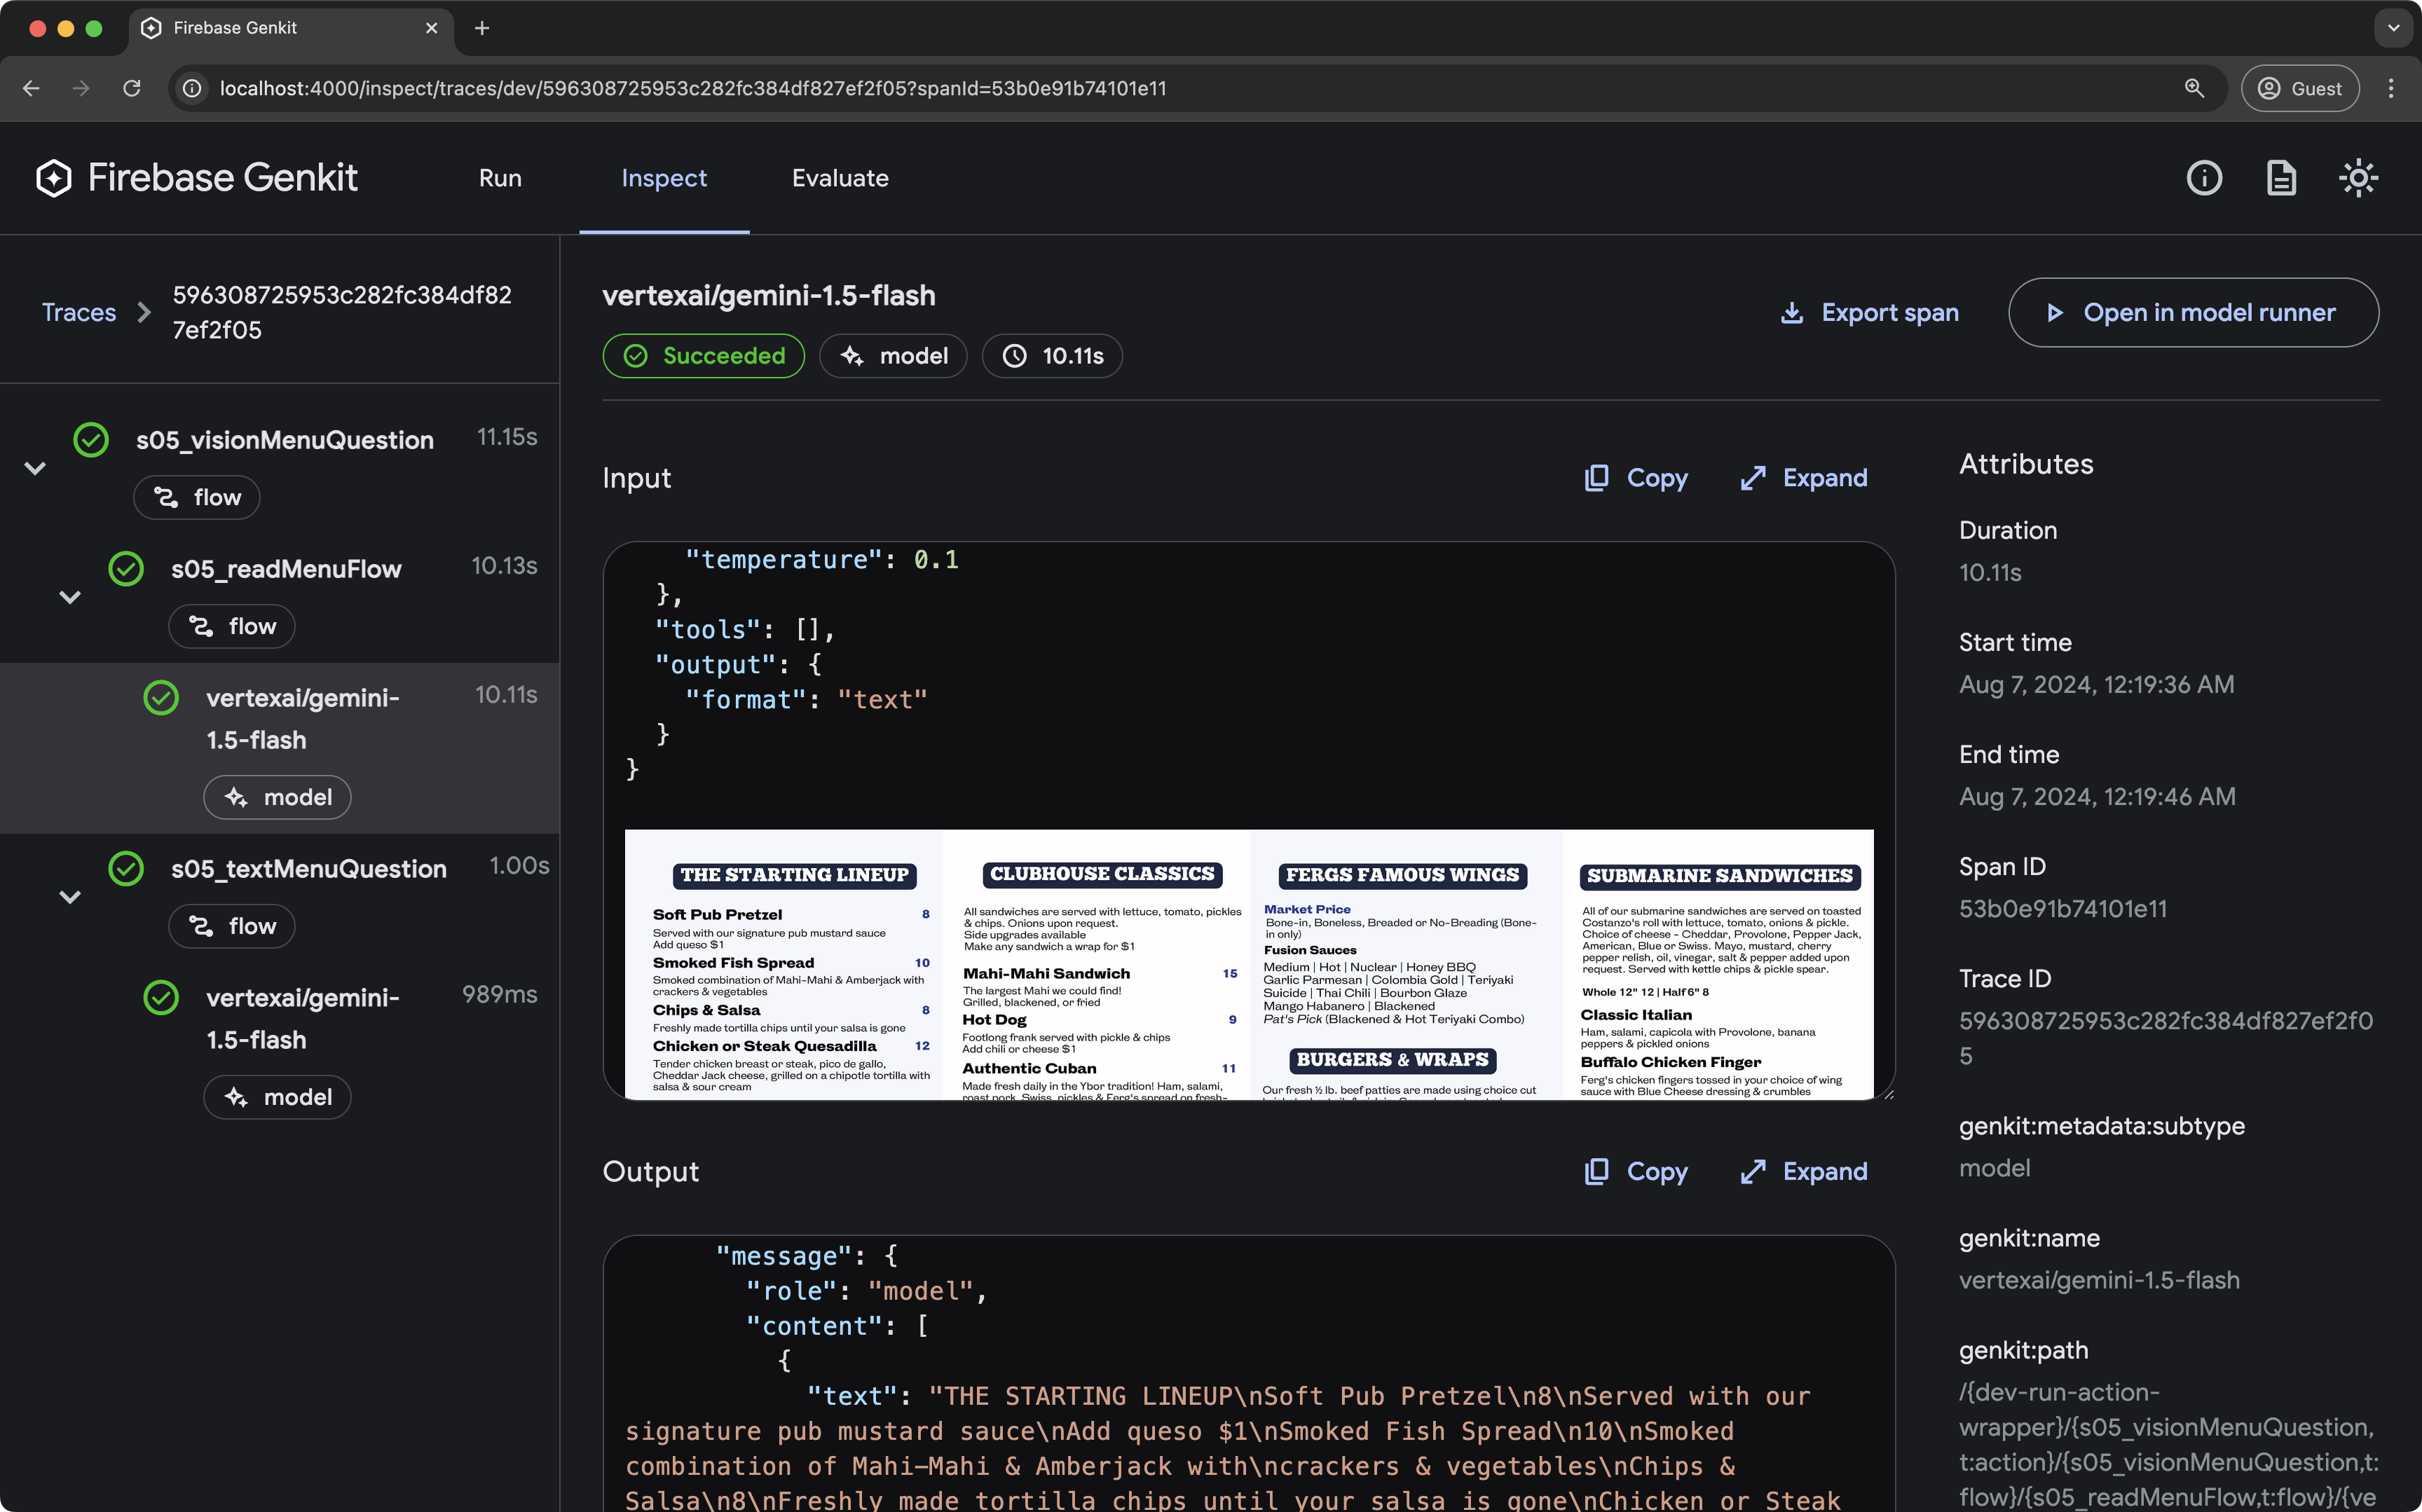 Firebase Genkit
localhost:4000/inspect/traces/dev/596308725953c282fc384df827ef2f05?spanId=53b0e91b74101e11
Guest
Firebase Genkit
Run
Inspect
Evaluate
Traces
596308725953c282fc384df82
7ef2f05
s05_visionMenuQuestion
11.15s
flow
s05_readMenuFlow
10.13s
flow
vertexai/gemini-
1.5-flash
10.11s
model
s05_textMenuQuestion
1.00s
flow
vertexai/gemini-
1.5-flash
989ms
model
vertexai/gemini-1.5-flash
Succeeded
model
10.11s
Export span
Open in model runner
Input
Copy
Expand
"temperature": 0.1
},
"tools": [],
"output": {
"format": "text"
}
}
THE STARTING LINEUP
Soft Pub Pretzel 8
Served with our signature pub mustard sauce
Add queso $1
Smoked Fish Spread 10
Smoked combination of Mahi-Mahi & Amberjack with
crackers & vegetables
Chips & Salsa 8
Freshly made tortilla chips until your salsa is gone
Chicken or Steak Quesadilla 12
Tender chicken breast or steak, pico de gallo,
Cheddar Jack cheese, grilled on a chipotle tortilla with
salsa & sour cream
CLUBHOUSE CLASSICS
All sandwiches are served with lettuce, tomato, pickles
& chips. Onions upon request.
Side upgrades available
Make any sandwich a wrap for $1
Mahi-Mahi Sandwich 15
The largest Mahi we could find!
Grilled, blackened, or fried
Hot Dog 9
Footlong frank served with pickle & chips
Add chili or cheese $1
Authentic Cuban 11
Made fresh daily in the Ybor tradition! Ham, salami,
roast pork, Swiss, pickles & Ferg's spread on fresh-
FERGS FAMOUS WINGS
Market Price
Bone-in, Boneless, Breaded or No-Breading (Bone-
in only)
Fusion Sauces
Medium | Hot | Nuclear | Honey BBQ
Garlic Parmesan | Colombia Gold | Teriyaki
Suicide | Thai Chili | Bourbon Glaze
Mango Habanero | Blackened
Pat's Pick (Blackened & Hot Teriyaki Combo)
BURGERS & WRAPS
Our fresh ½ lb. beef patties are made using choice cut
SUBMARINE SANDWICHES
All of our submarine sandwiches are served on toasted
Costanzo's roll with lettuce, tomato, onions & pickle.
Choice of cheese - Cheddar, Provolone, Pepper Jack,
American, Blue or Swiss. Mayo, mustard, cherry
pepper relish, oil, vinegar, salt & pepper added upon
request. Served with kettle chips & pickle spear.
Whole 12" 12 | Half 6" 8
Classic Italian
Ham, salami, capicola with Provolone, banana
peppers & pickled onions
Buffalo Chicken Finger
Ferg's chicken fingers tossed in your choice of wing
sauce with Blue Cheese dressing & crumbles
Output
Copy
Expand
"message": {
"role": "model",
"content": [
{
"text": "THE STARTING LINEUP\nSoft Pub Pretzel\n8\nServed with our
signature pub mustard sauce\nAdd queso $1\nSmoked Fish Spread\n10\nSmoked
combination of Mahi-Mahi & Amberjack with\ncrackers & vegetables\nChips &
Salsa\n8\nFreshly made tortilla chips until your salsa is gone\nChicken or Steak
Attributes
Duration
10.11s
Start time
Aug 7, 2024, 12:19:36 AM
End time
Aug 7, 2024, 12:19:46 AM
Span ID
53b0e91b74101e11
Trace ID
596308725953c282fc384df827ef2f0
5
genkit:metadata:subtype
model
genkit:name
vertexai/gemini-1.5-flash
genkit:path
/{dev-run-action-
wrapper}/{s05_visionMenuQuestion,
t:action}/{s05_visionMenuQuestion,t:
flow}/{s05_readMenuFlow,t:flow}/{ve